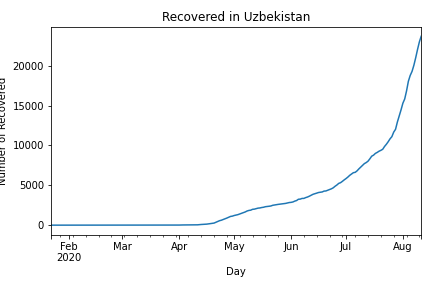 Recovered in Uzbekistan
Number of Recovered
20000
15000
10000
5000
0
Feb Mar Apr May Jun Jul Aug
2020
Day